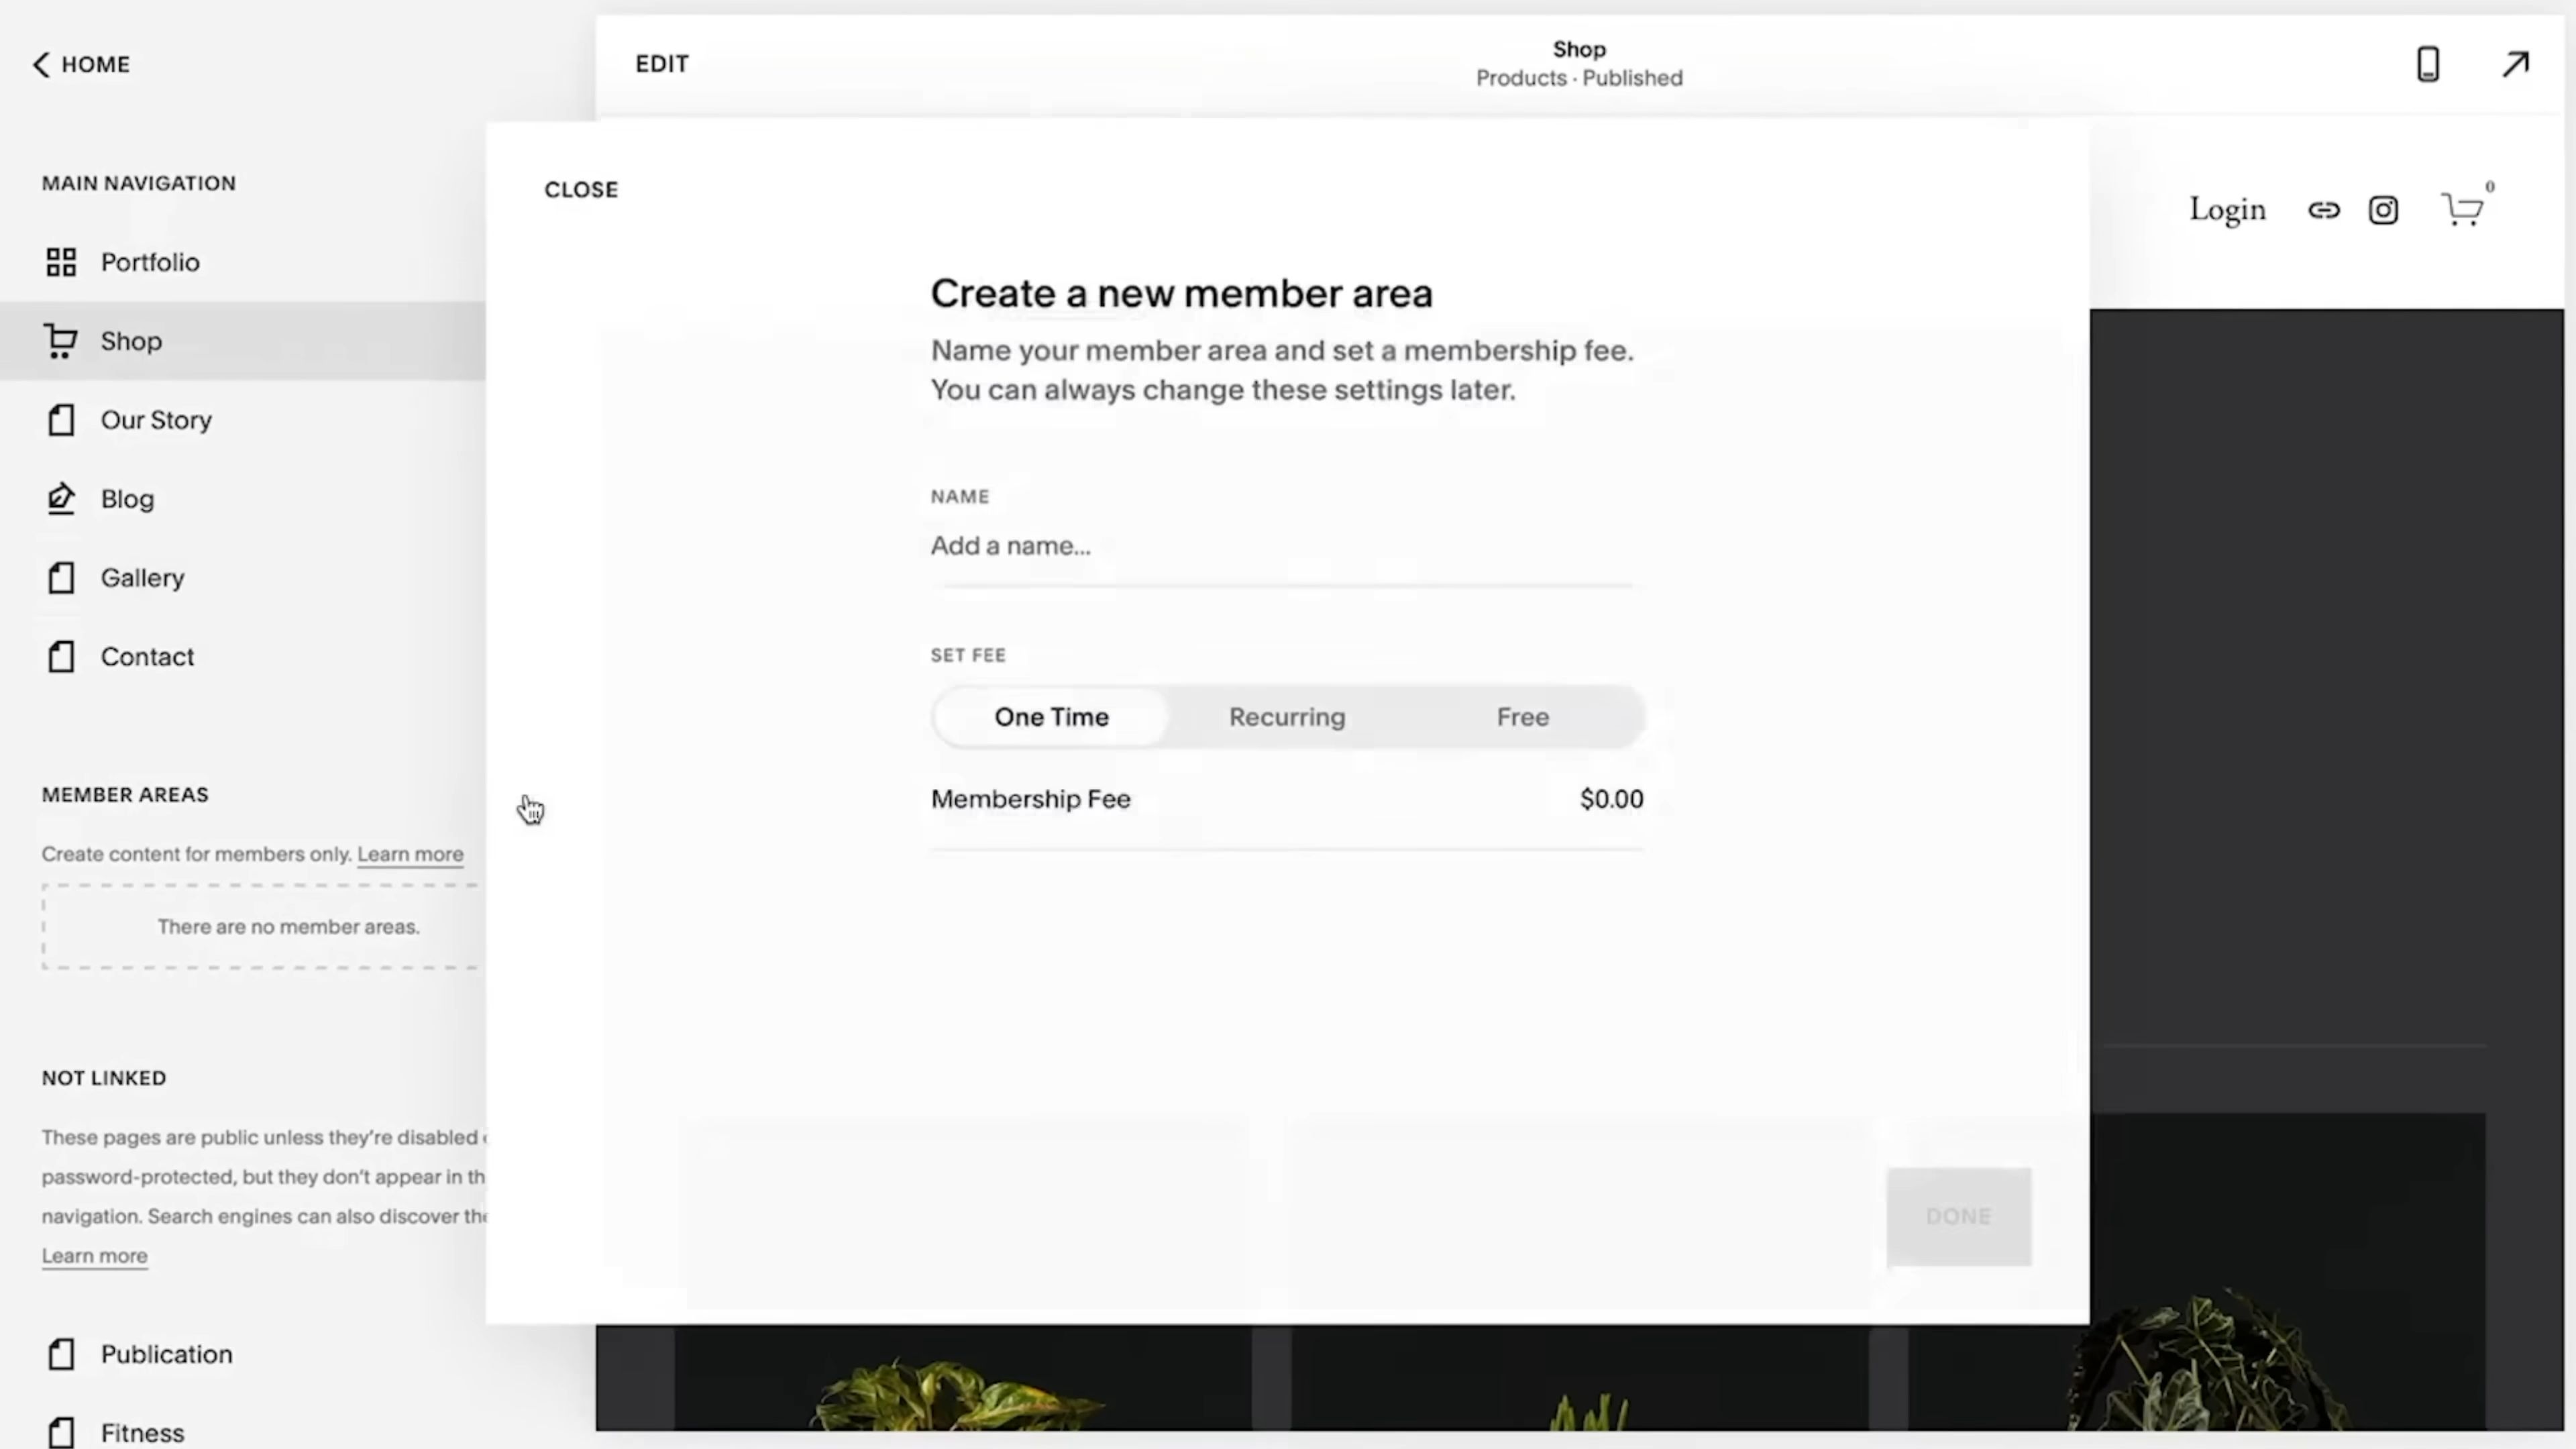 HOME
MAIN NAVIGATION
Portfolio
Shop
Our Story
Blog
Gallery
Contact
MEMBER AREAS
Create content for members only. Learn more
There are no member areas.
NOT LINKED
These pages are public unless they're disabled
password-protected, but they don't appear in
navigation. Search engines can also discover
Learn more
Publication
Fitness
EDIT
Shop
Products · Published
Login
0
CLOSE
Create a new member area
Name your member area and set a membership fee.
You can always change these settings later.
NAME
Add a name...
SET FEE
One Time
Recurring
Free
Membership Fee
$0.00
DONE